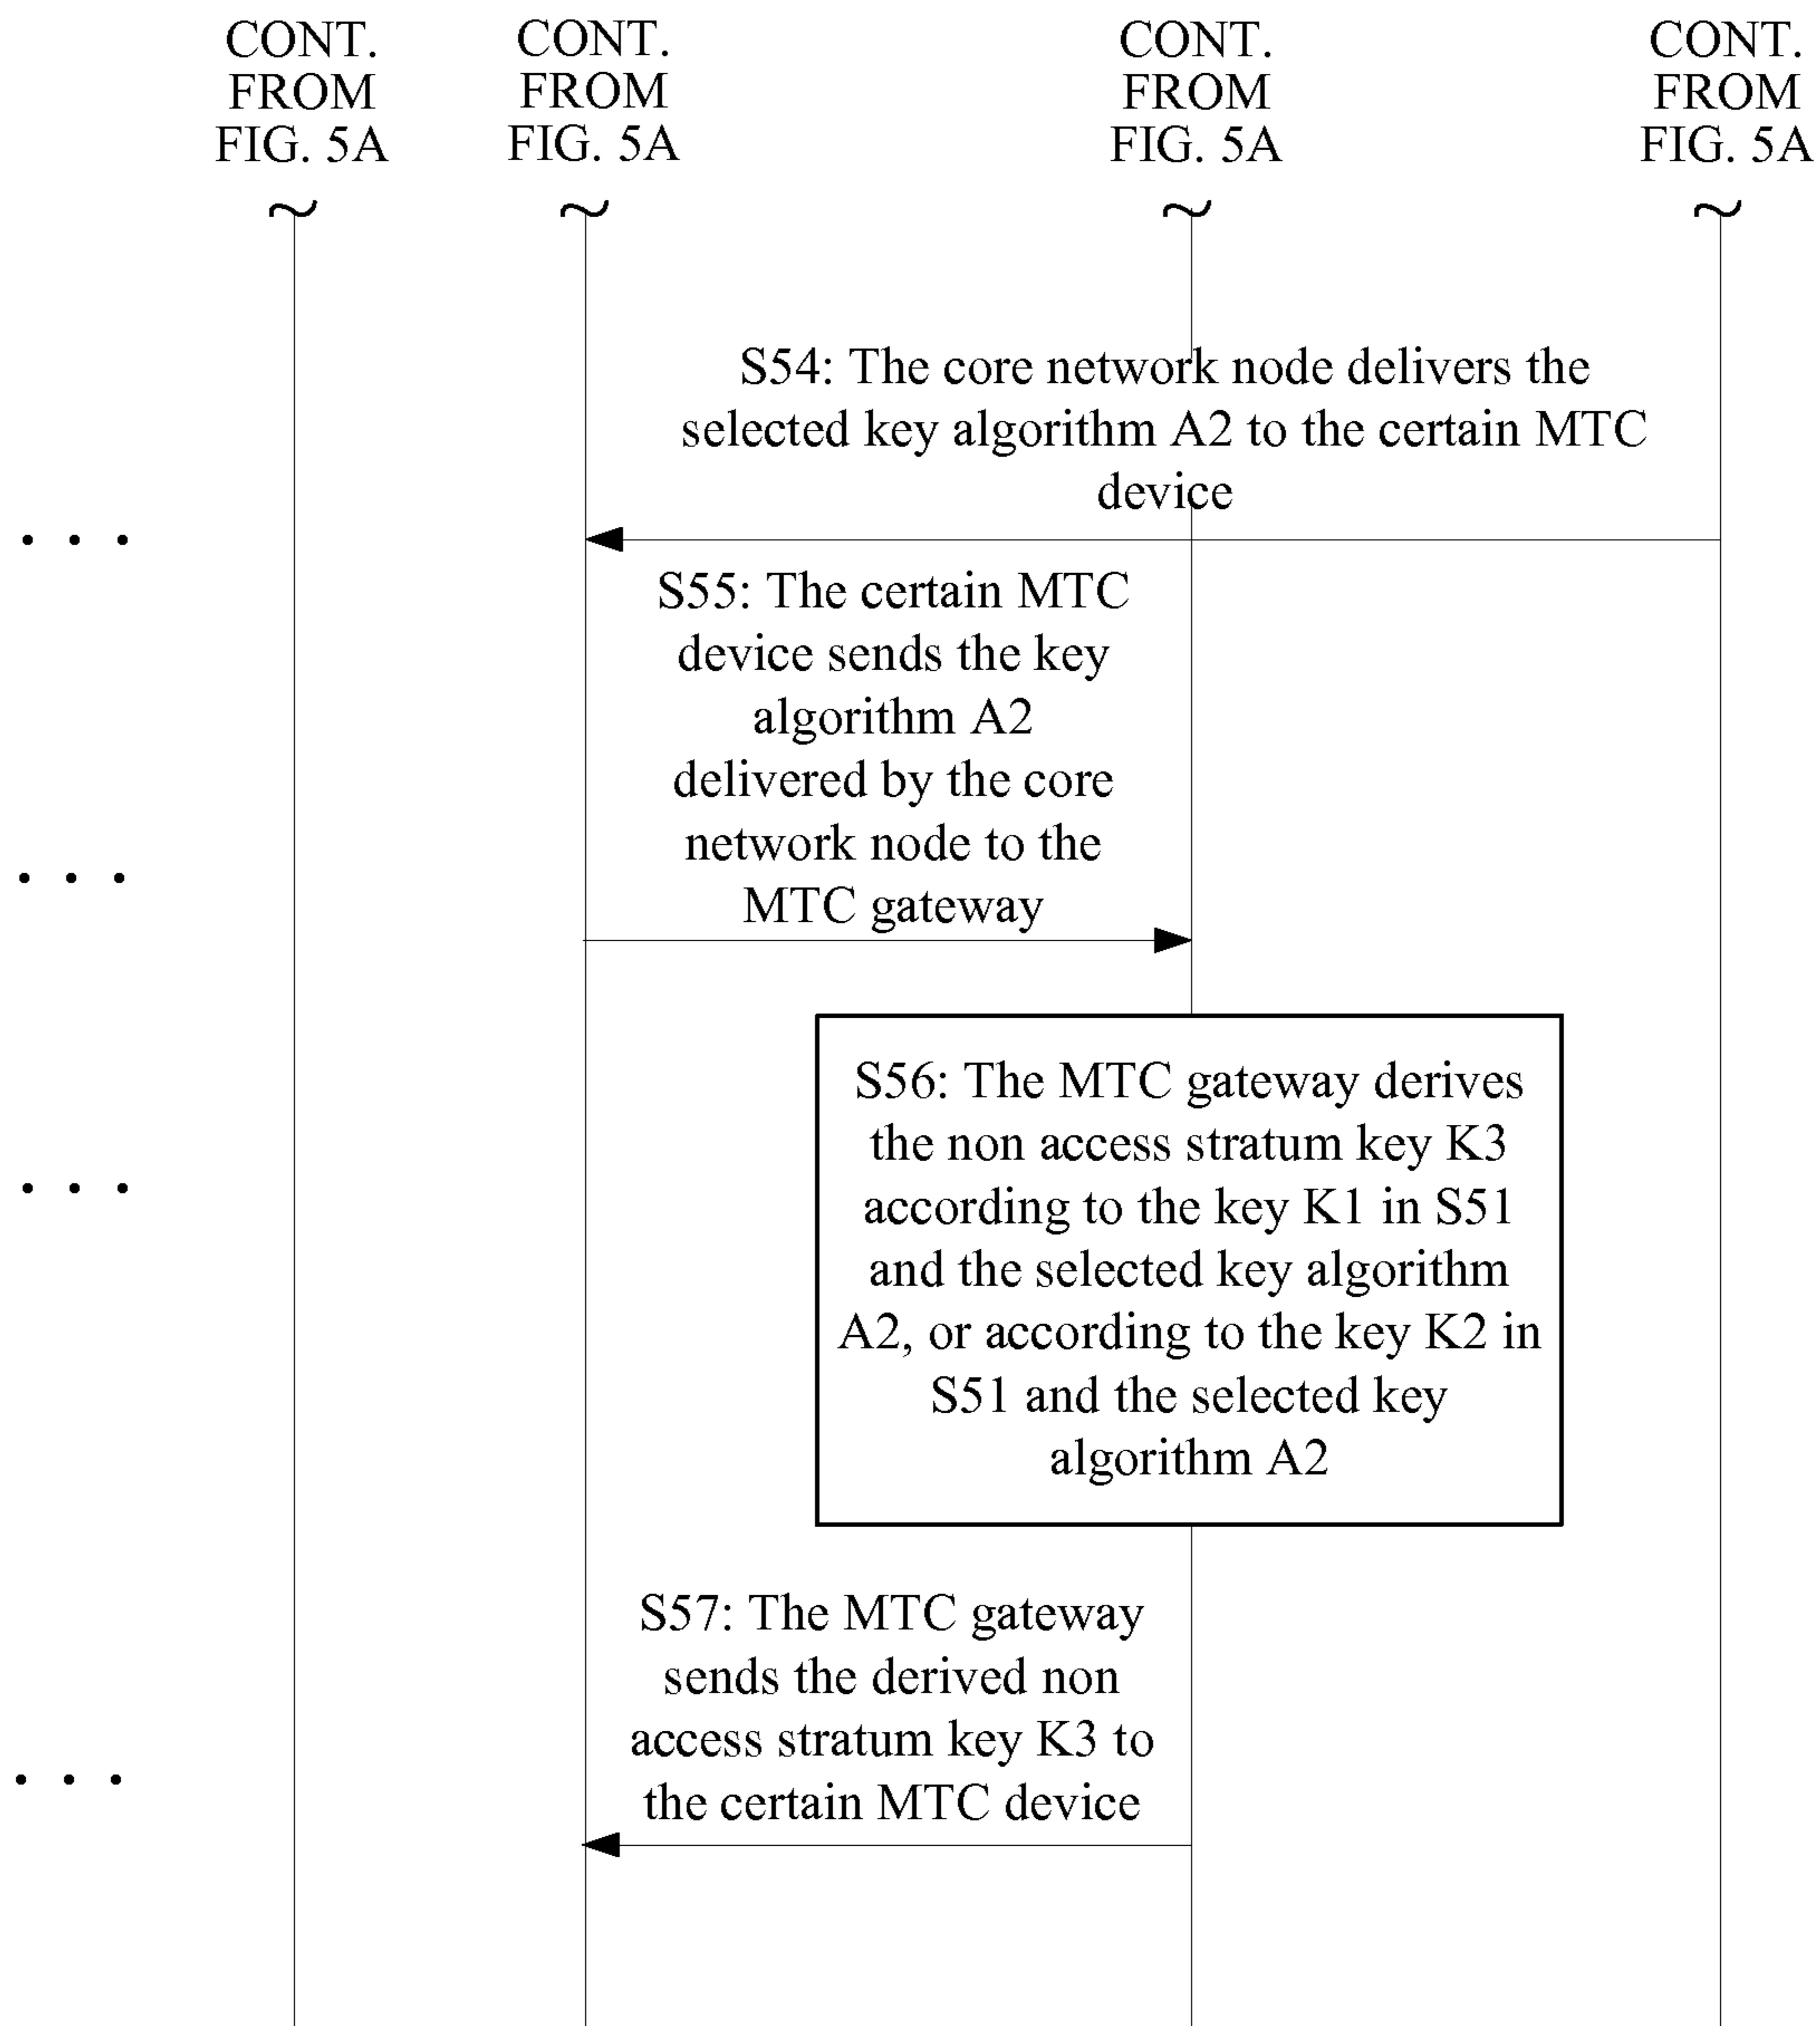 CONT.
FROM
FIG. 5A
CONT.
FROM
FIG. 5A
CONT.
FROM
FIG. 5A
CONT.
FROM
FIG. 5A
S54: The core network node delivers the
selected key algorithm A2 to the certain MTC
device
S55: The certain MTC
device sends the key
algorithm A2
delivered by the core
network node to the
MTC gateway
S56: The MTC gateway derives
the non access stratum key K3
according to the key K1 in S51
and the selected key algorithm
A2, or according to the key K2 in
S51 and the selected key
algorithm A2
S57: The MTC gateway
sends the derived non
access stratum key K3 to
the certain MTC device